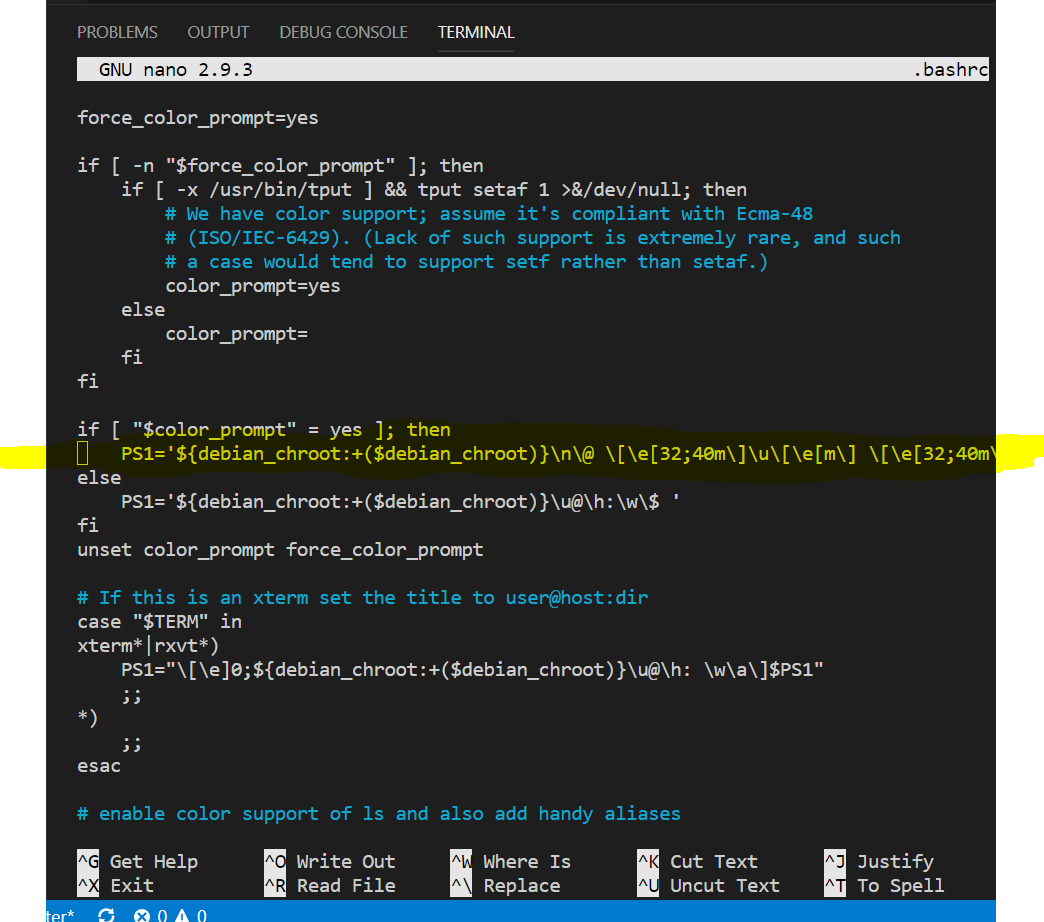 PROBLEMS OUTPUT DEBUG CONSOLE TERMINAL
GNU nano 2.9.3 .bashrc
force_color_prompt=yes
if [ -n "$force_color_prompt" ]; then
if [ -x /usr/bin/tput ] && tput setaf 1 >&/dev/null; then
# We have color support; assume it's compliant with Ecma-48
# (ISO/IEC-6429). (Lack of such support is extremely rare, and such
# a case would tend to support setf rather than setaf.)
color_prompt=yes
else
color_prompt=
fi
fi
if [ "$color_prompt" = yes ]; then
PS1='${debian_chroot:+($debian_chroot)}\n\@ \[\e[32;40m\]\u\[\e[m\] \[\e[32;40m\
else
PS1='${debian_chroot:+($debian_chroot)}\u@\h:\w\$ '
fi
unset color_prompt force_color_prompt
# If this is an xterm set the title to user@host:dir
case "$TERM" in
xterm*|rxvt*)
PS1="\[\e]0;${debian_chroot:+($debian_chroot)}\u@\h: \w\a\]$PS1"
;;
*)
;;
esac
# enable color support of ls and also add handy aliases
^G Get Help ^O Write Out ^W Where Is ^K Cut Text ^J Justify
^X Exit ^R Read File ^\ Replace ^U Uncut Text ^T To Spell
ter* 0 0